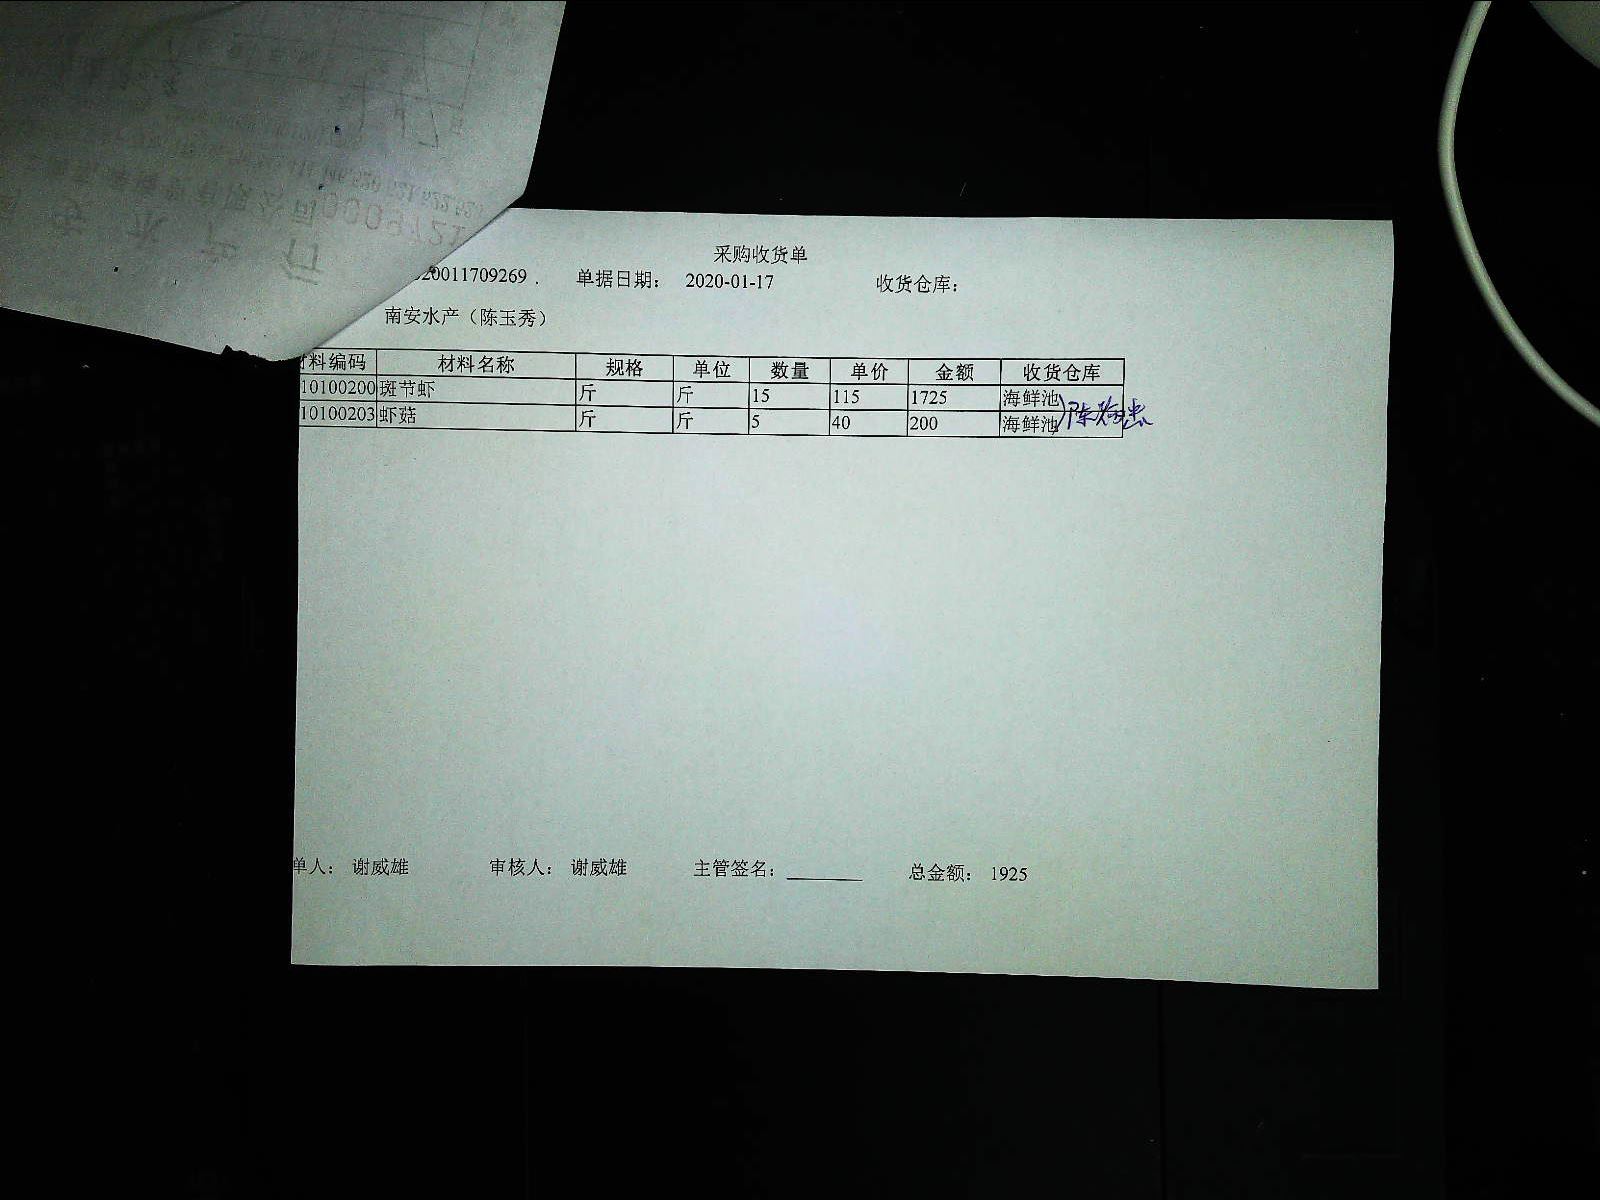 采购收货单
20011709269 . 单据日期： 2020-01-17 收货仓库：
南安水产（陈玉秀）
料编码 材料名称 规格 单位 数量 单价 金额 收货仓库
10100200 斑节虾 斤 斤 15 115 1725 海鲜池
10100203 虾菇 斤 斤 5 40 200 海鲜池
单人： 谢威雄 审核人： 谢威雄 主管签名： 总金额： 1925